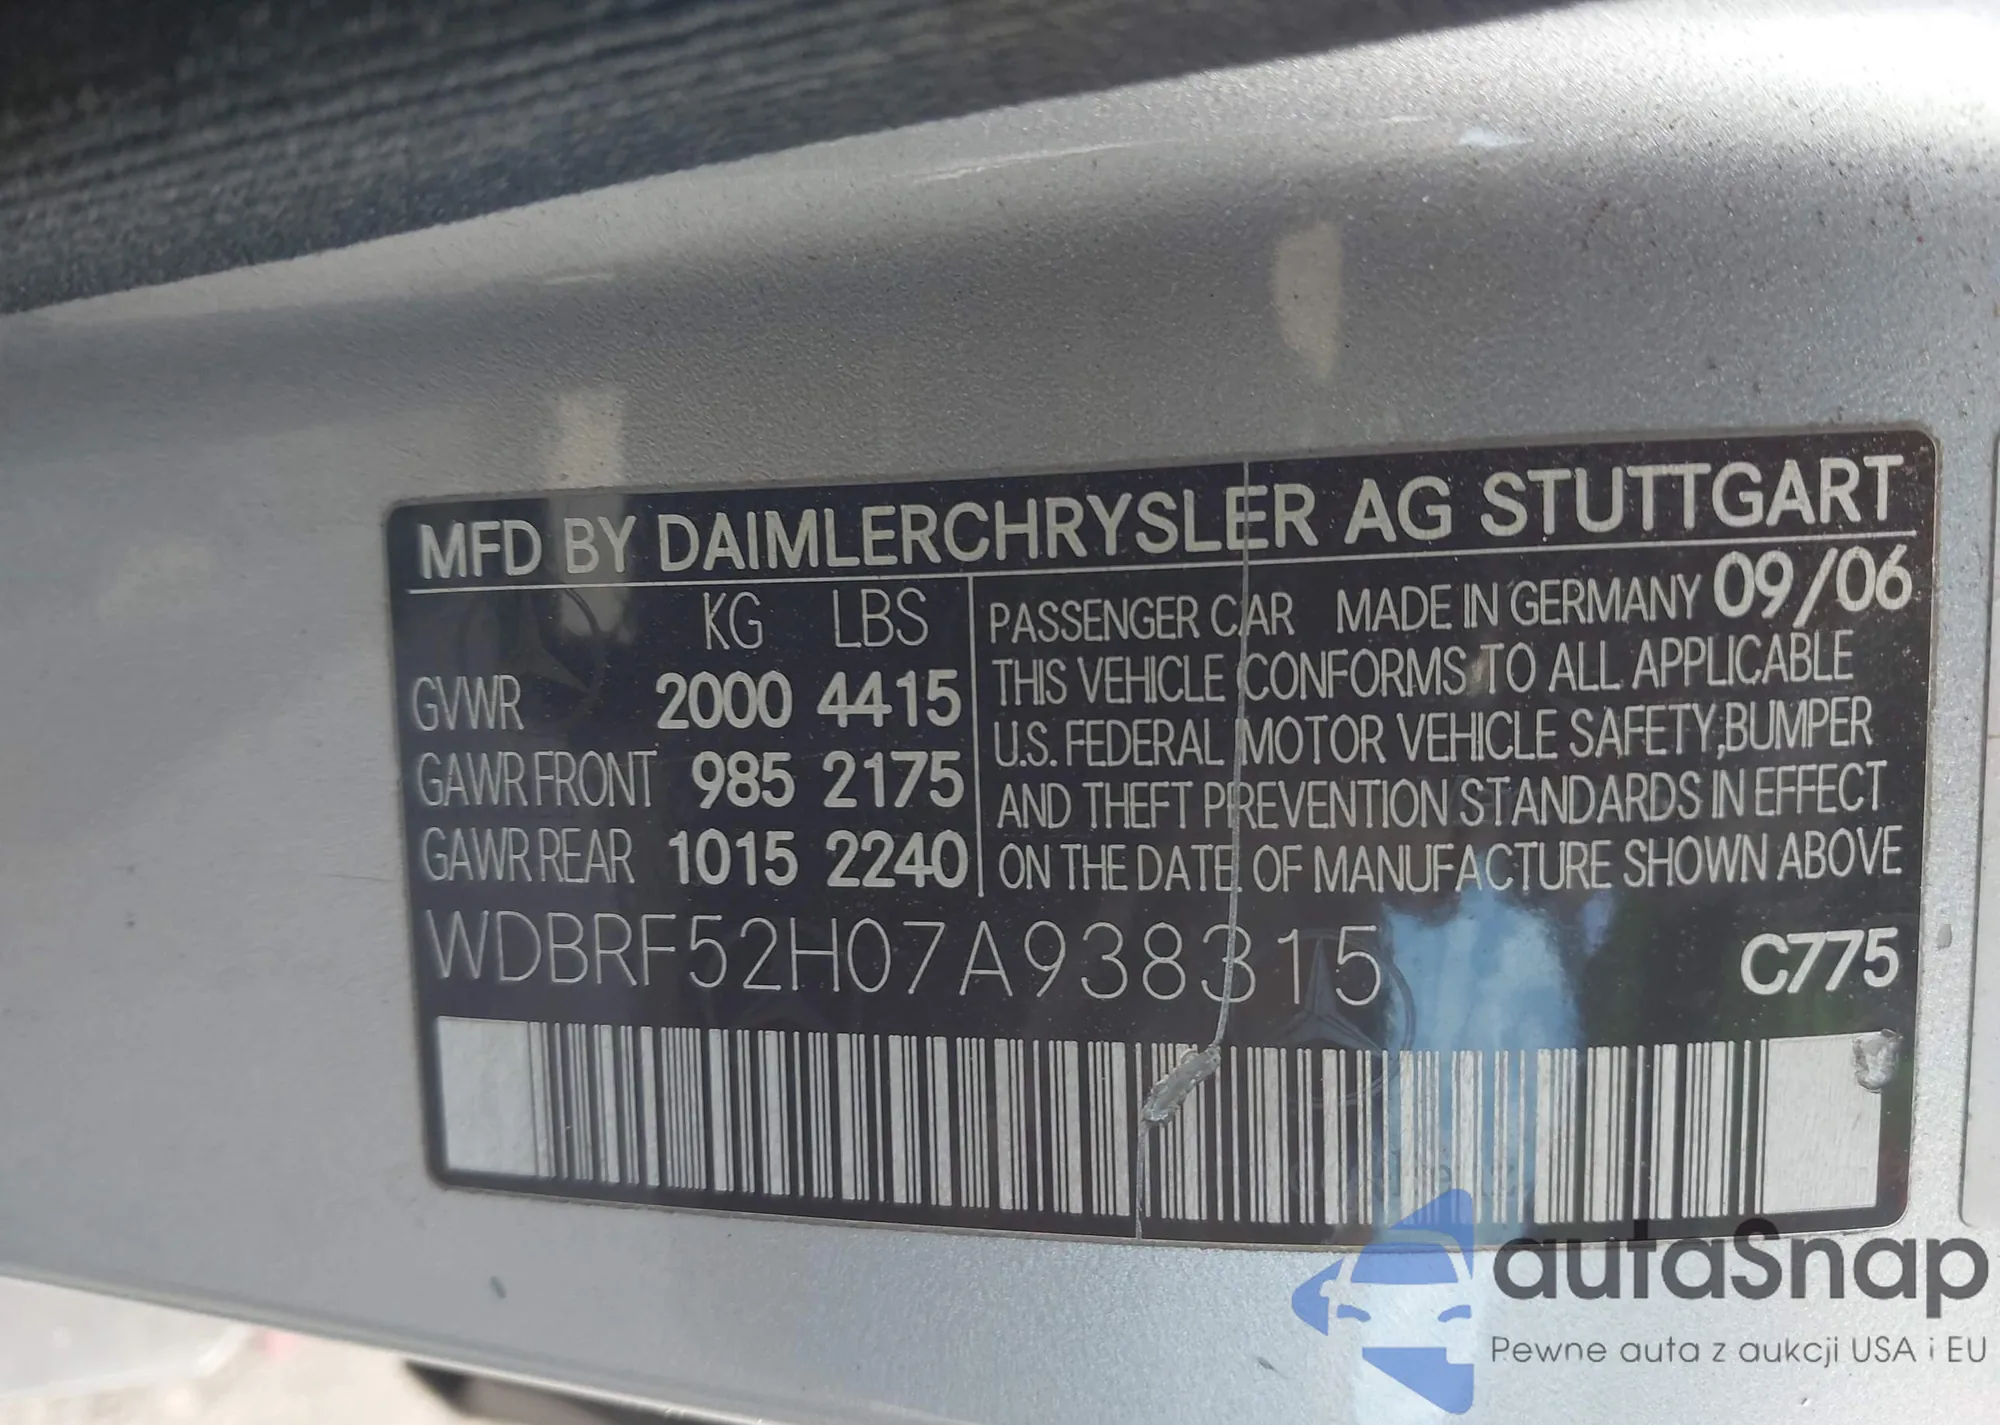 MFD BY DAIMLERCHRYSLER AG STUTTGART
KG LBS
GVWR 2000 4415
GAWR FRONT 985 2175
GAWR REAR 1015 2240
PASSENGER CAR MADE IN GERMANY 09/06
THIS VEHICLE CONFORMS TO ALL APPLICABLE
U.S. FEDERAL MOTOR VEHICLE SAFETY, BUMPER
AND THEFT PREVENTION STANDARDS IN EFFECT
ON THE DATE OF MANUFACTURE SHOWN ABOVE
WDBRF52H07A938315
C775
autaSnap
Pewne auta z aukcji USA i EU